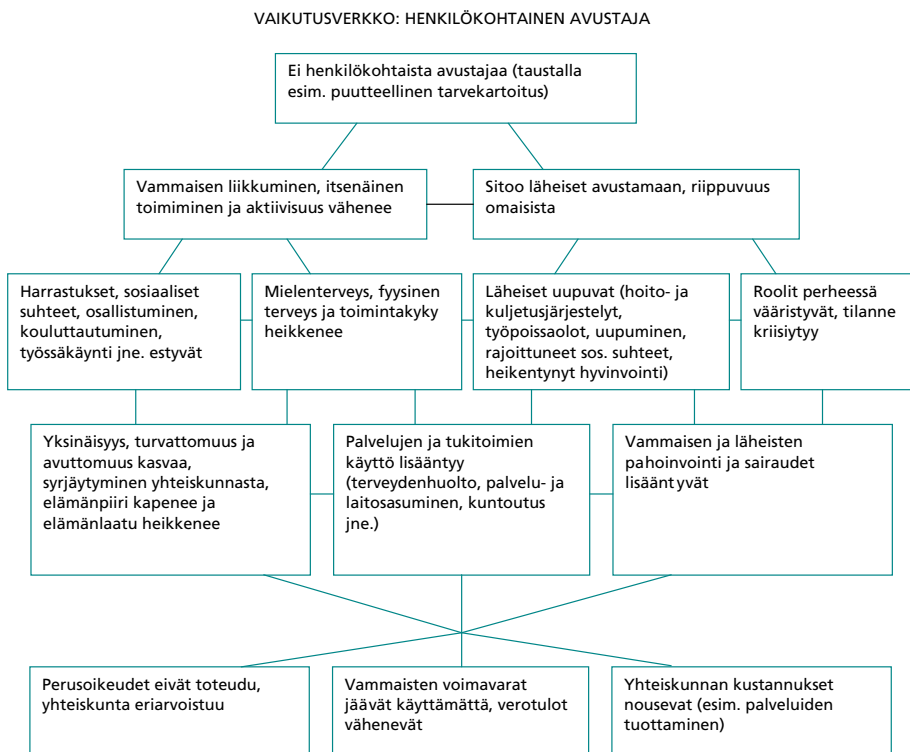 VAIKUTUSVERKKO: HENKILÖKOHTAINEN AVUSTAJA
Ei henkilökohtaista avustajaa (taustalla
esim. puutteellinen tarvekartoitus)
Vammaisen liikkuminen, itsenäinen
toimiminen ja aktiivisuus vähenee
Sitoo läheiset avustamaan, riippuvuus
omaisista
Harrastukset, sosiaaliset
suhteet, osallistuminen,
kouluttautuminen,
työssäkäynti jne. estyvät
Mielenterveys, fyysinen
terveys ja toimintakyky
heikkenee
Läheiset uupuvat (hoito- ja
kuljetusjärjestelyt,
työpoissaolot, uupuminen,
rajoittuneet sos. suhteet,
heikentynyt hyvinvointi)
Roolit perheessä
vääristyvät, tilanne
kriisiytyy
Yksinäisyys, turvattomuus ja
avuttomuus kasvaa,
syrjäytyminen yhteiskunnasta,
elämänpiiri kapenee ja
elämänlaatu heikkenee
Palvelujen ja tukitoimien
käyttö lisääntyy
(terveydenhuolto, palvelu- ja
laitosasuminen, kuntoutus
jne.)
Vammaisen ja läheisten
pahoinvointi ja sairaudet
lisääntyvät
Perusoikeudet eivät toteudu,
yhteiskunta eriarvoistuu
Vammaisten voimavarat
jäävät käyttämättä, verotulot
vähenevät
Yhteiskunnan kustannukset
nousevat (esim. palveluiden
tuottaminen)